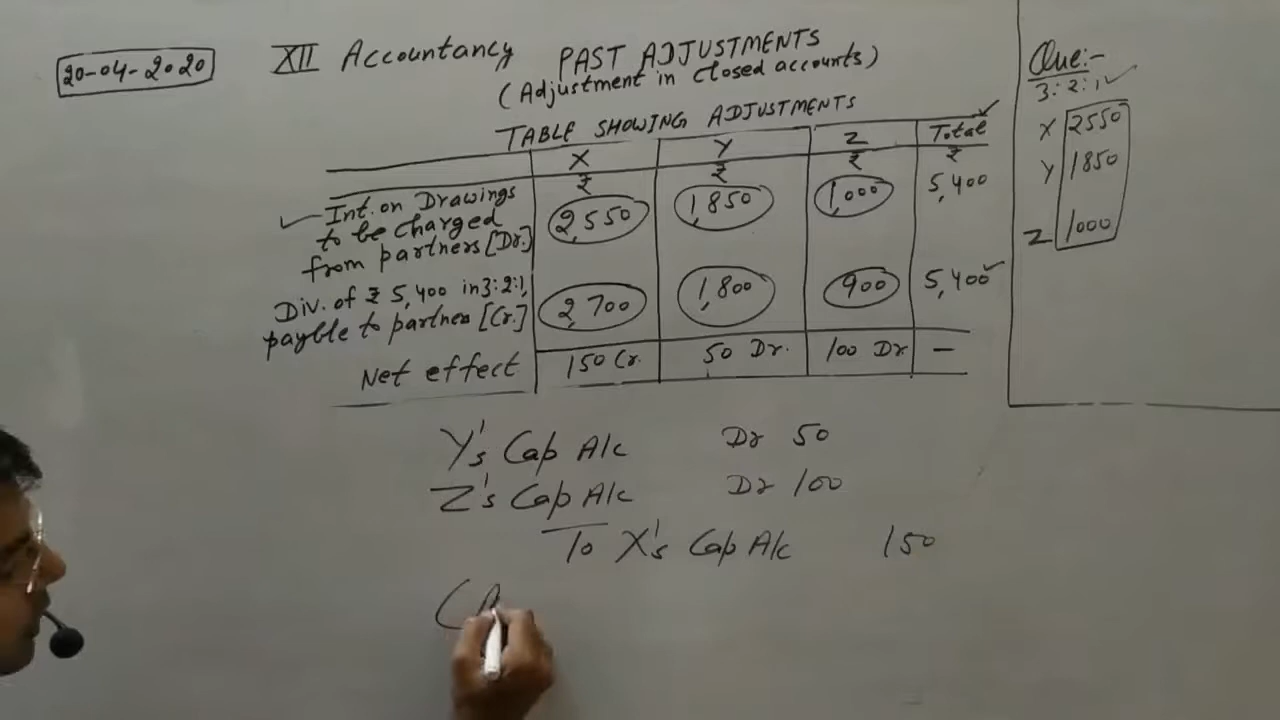 20-04-2020
XII Accountancy PAST ADJUSTMENTS
(Adjustment in closed accounts)
TABLE SHOWING ADJUSTMENTS
X Y Z Total
₹ ₹ ₹ ₹
Int. on Drawings
to be charged
from partners [Dr.]
2,550 1,850 1,000 5,400
Div. of ₹ 5,400 in 3:2:1,
payble to partners [Cr.]
2,700 1,800 900 5,400
Net effect 150 Cr. 50 Dr. 100 Dr —
Y's Cap A/c Dr 50
Z's Cap A/c Dr 100
To X's Cap A/c 150
Que:-
3:2:1
X 2550
Y 1850
Z 1000